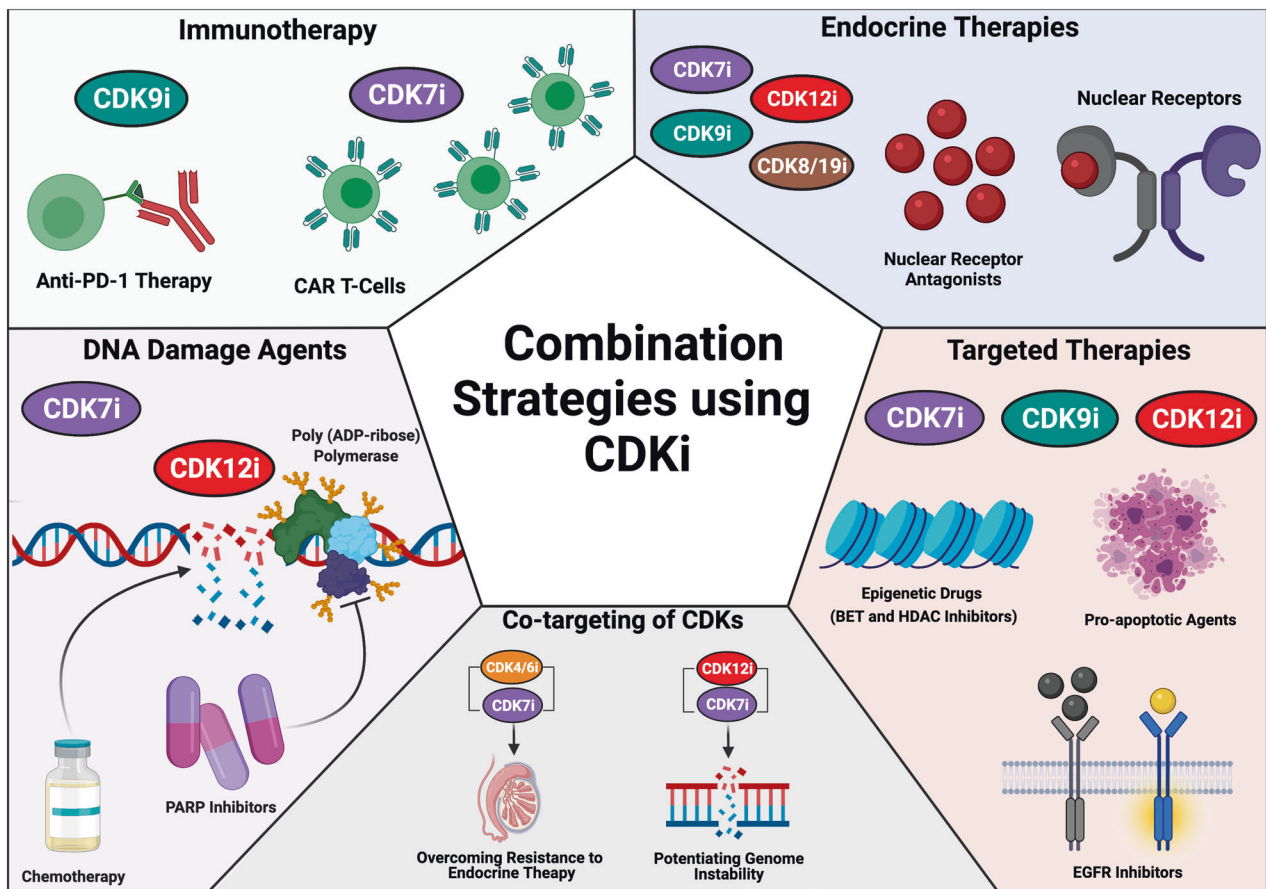 Immunotherapy
CDK9i
CDK7i
Anti-PD-1 Therapy
CAR T-Cells
Endocrine Therapies
CDK7i
CDK12i
CDK9i
CDK8/19i
Nuclear Receptors
Nuclear Receptor
Antagonists
Combination
Strategies using
CDKi
DNA Damage Agents
CDK7i
CDK12i
Poly (ADP-ribose)
Polymerase
PARP Inhibitors
Chemotherapy
Targeted Therapies
CDK7i
CDK9i
CDK12i
Epigenetic Drugs
(BET and HDAC Inhibitors)
Pro-apoptotic Agents
EGFR Inhibitors
Co-targeting of CDKs
CDK4/6i
CDK7i
Overcoming Resistance to
Endocrine Theapy
CDK12i
CDK7i
Potentiating Genome
Instability